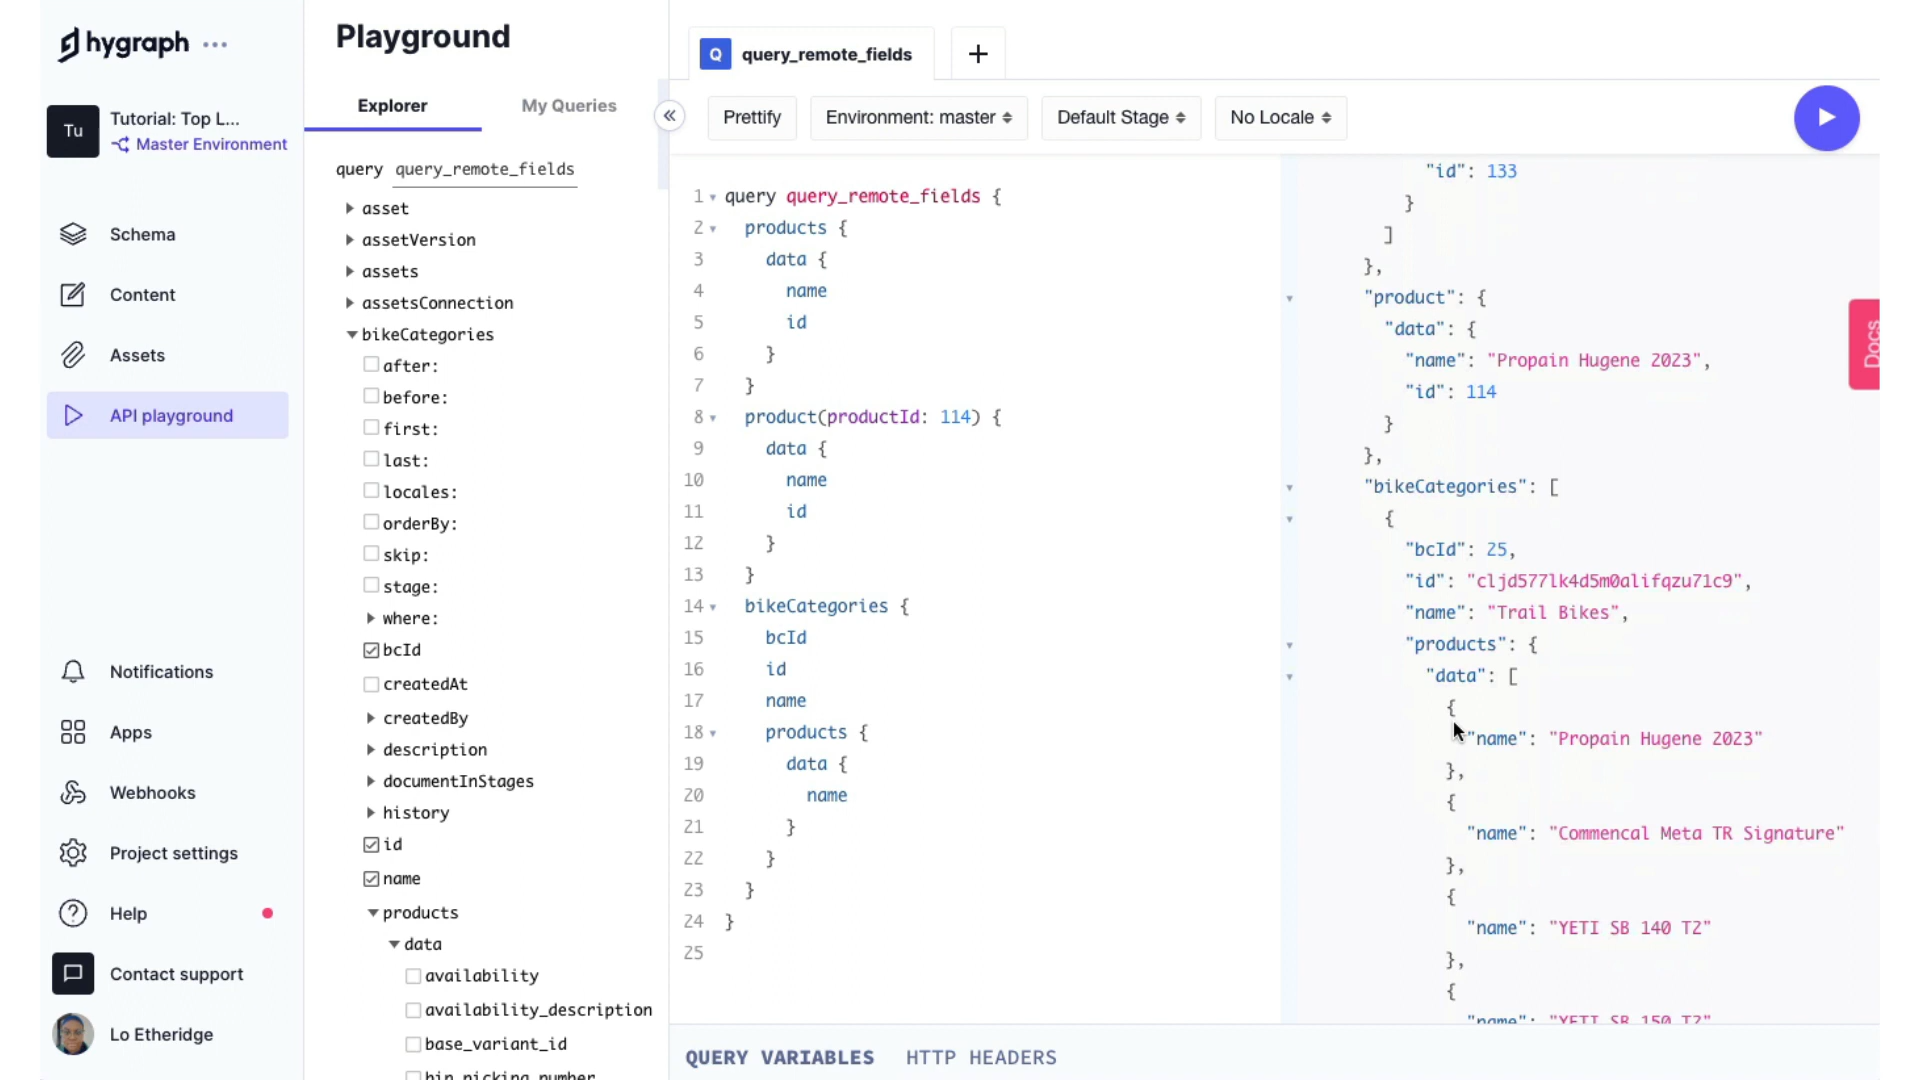 hygraph
Tu
Tutorial: Top L...
Master Environment
Schema
Content
Assets
API playground
Notifications
Apps
Webhooks
Project settings
Help
Contact support
Lo Etheridge
Playground
Explorer
My Queries
query query_remote_fields
asset
assetVersion
assets
assetsConnection
bikeCategories
after:
before:
first:
last:
locales:
orderBy:
skip:
stage:
where:
bcId
createdAt
createdBy
description
documentInStages
history
id
name
products
data
availability
availability_description
base_variant_id
bin_picking_number
Q query_remote_fields
+
Prettify
Environment: master
Default Stage
No Locale
1 query query_remote_fields {
2 products {
3 data {
4 name
5 id
6 }
7 }
8 product(productId: 114) {
9 data {
10 name
11 id
12 }
13 }
14 bikeCategories {
15 bcId
16 id
17 name
18 products {
19 data {
20 name
21 }
22 }
23 }
24 }
25
"id": 133
}
]
},
"product": {
"data": {
"name": "Propain Hugene 2023",
"id": 114
}
},
"bikeCategories": [
{
"bcId": 25,
"id": "cljd577lk4d5m0alifqzu71c9",
"name": "Trail Bikes",
"products": {
"data": [
{
"name": "Propain Hugene 2023"
},
{
"name": "Commencal Meta TR Signature"
},
{
"name": "YETI SB 140 T2"
},
{
"name": "YETI SB 150 T2"
Docs
QUERY VARIABLES
HTTP HEADERS